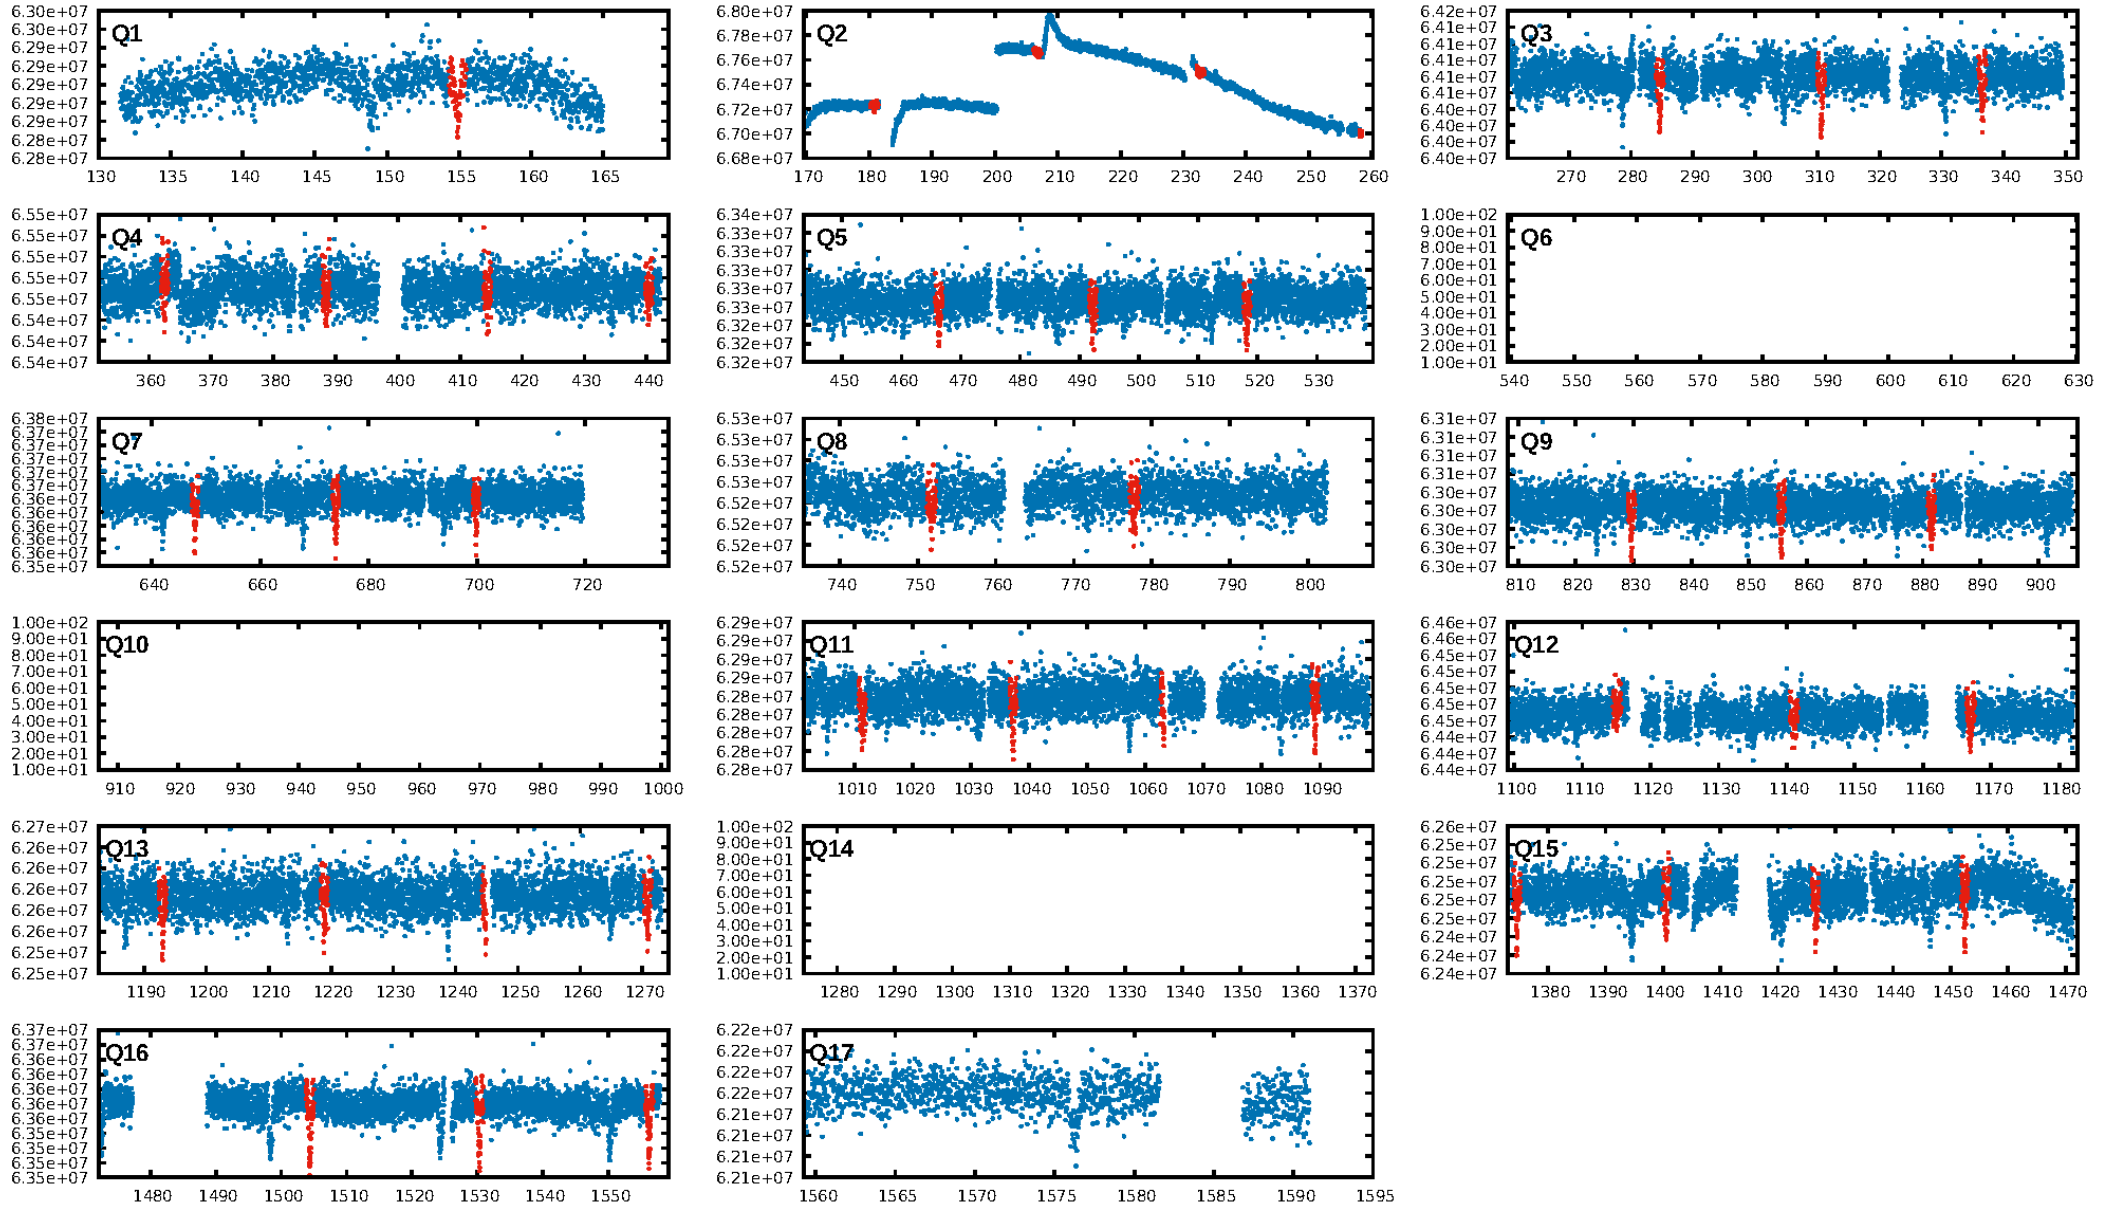 6.30e+07
6.30e+07
6.29e+07
6.29e+07
6.29e+07
6.29e+07
6.29e+07
6.28e+07
6.28e+07
Q1
130 135 140 145 150 155 160 165
6.80e+07
6.78e+07
6.76e+07
6.74e+07
6.72e+07
6.70e+07
6.68e+07
Q2
170 180 190 200 210 220 230 240 250 260
6.42e+07
6.41e+07
6.41e+07
6.41e+07
6.41e+07
6.40e+07
6.40e+07
6.40e+07
6.40e+07
6.40e+07
Q3
270 280 290 300 310 320 330 340 350
6.55e+07
6.55e+07
6.55e+07
6.55e+07
6.55e+07
6.54e+07
6.54e+07
6.54e+07
Q4
360 370 380 390 400 410 420 430 440
6.34e+07
6.33e+07
6.33e+07
6.33e+07
6.33e+07
6.33e+07
6.32e+07
6.32e+07
6.32e+07
Q5
450 460 470 480 490 500 510 520 530
1.00e+02
9.00e+01
8.00e+01
7.00e+01
6.00e+01
5.00e+01
4.00e+01
3.00e+01
2.00e+01
1.00e+01
Q6
540 550 560 570 580 590 600 610 620 630
6.38e+07
6.37e+07
6.37e+07
6.37e+07
6.37e+07
6.37e+07
6.36e+07
6.36e+07
6.36e+07
6.36e+07
6.36e+07
6.35e+07
Q7
640 660 680 700 720
6.53e+07
6.53e+07
6.53e+07
6.53e+07
6.52e+07
6.52e+07
6.52e+07
6.52e+07
Q8
740 750 760 770 780 790 800
6.31e+07
6.31e+07
6.31e+07
6.31e+07
6.30e+07
6.30e+07
6.30e+07
6.30e+07
6.30e+07
Q9
810 820 830 840 850 860 870 880 890 900
1.00e+02
9.00e+01
8.00e+01
7.00e+01
6.00e+01
5.00e+01
4.00e+01
3.00e+01
2.00e+01
1.00e+01
Q10
910 920 930 940 950 960 970 980 990 1000
6.29e+07
6.29e+07
6.29e+07
6.29e+07
6.28e+07
6.28e+07
6.28e+07
6.28e+07
6.28e+07
Q11
1010 1020 1030 1040 1050 1060 1070 1080 1090
6.46e+07
6.46e+07
6.45e+07
6.45e+07
6.45e+07
6.45e+07
6.45e+07
6.44e+07
6.44e+07
6.44e+07
Q12
1100 1110 1120 1130 1140 1150 1160 1170 1180
6.27e+07
6.26e+07
6.26e+07
6.26e+07
6.26e+07
6.26e+07
6.25e+07
6.25e+07
Q13
1190 1200 1210 1220 1230 1240 1250 1260 1270
1.00e+02
9.00e+01
8.00e+01
7.00e+01
6.00e+01
5.00e+01
4.00e+01
3.00e+01
2.00e+01
1.00e+01
Q14
1280 1290 1300 1310 1320 1330 1340 1350 1360 1370
6.26e+07
6.25e+07
6.25e+07
6.25e+07
6.25e+07
6.25e+07
6.24e+07
6.24e+07
6.24e+07
Q15
1380 1390 1400 1410 1420 1430 1440 1450 1460 1470
6.37e+07
6.36e+07
6.36e+07
6.36e+07
6.36e+07
6.36e+07
6.36e+07
6.35e+07
6.35e+07
6.35e+07
6.35e+07
Q16
1480 1490 1500 1510 1520 1530 1540 1550
6.22e+07
6.22e+07
6.22e+07
6.22e+07
6.21e+07
6.21e+07
6.21e+07
6.21e+07
Q17
1560 1565 1570 1575 1580 1585 1590 1595